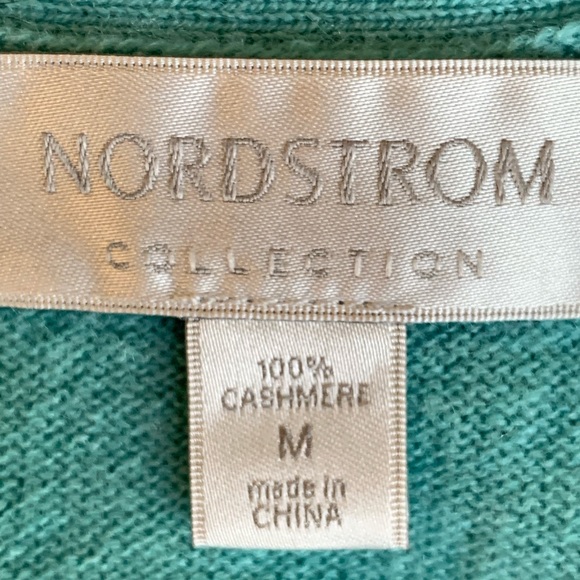 NORDSTROM
COLLECTION
100%
CASHMERE
M
made in
CHINA